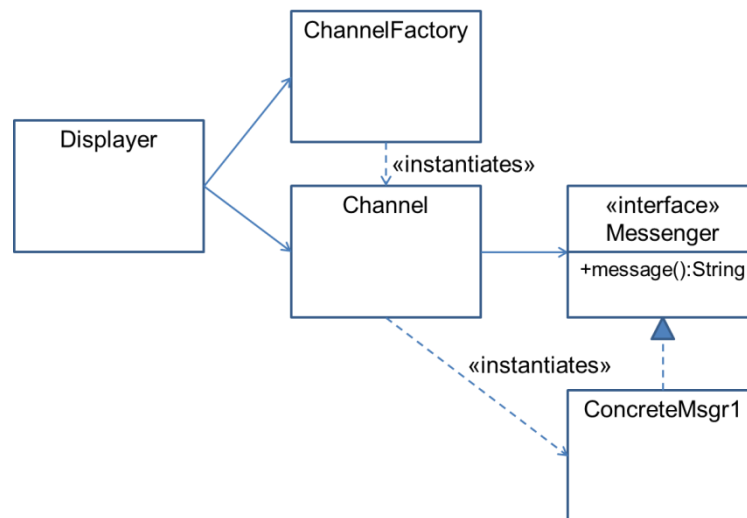 ChannelFactory
Displayer
«instantiates»
Channel
«interface»
Messenger
+message():String
«instantiates»
ConcreteMsgr1